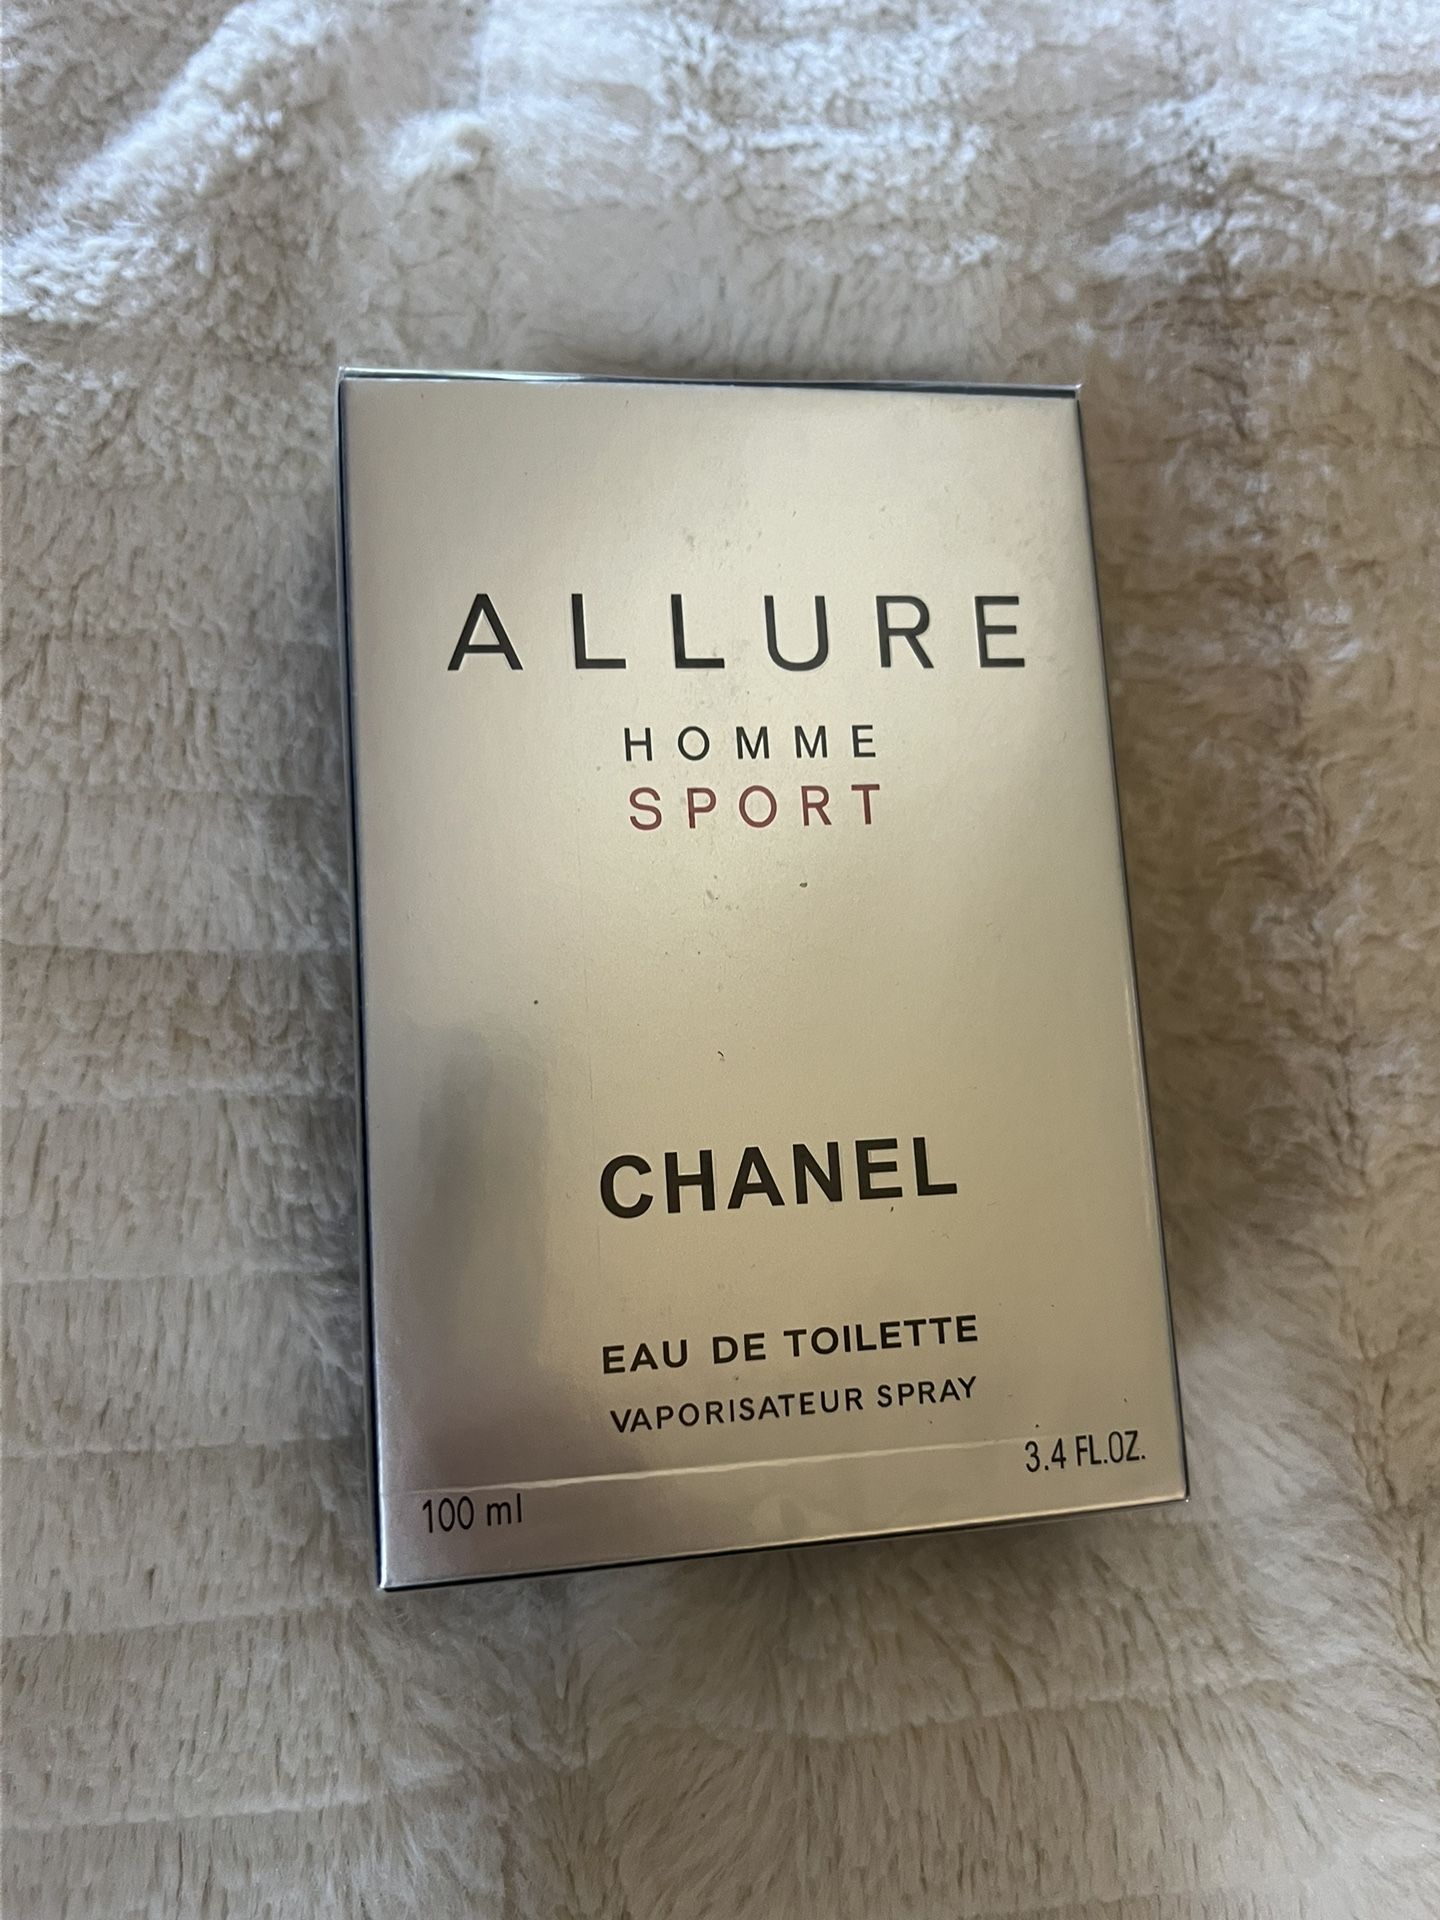 ALLURE
HOMME
SPORT
CHANEL
EAU DE TOILETTE
VAPORISATEUR SPRAY
100 ml 3.4 FL.OZ.